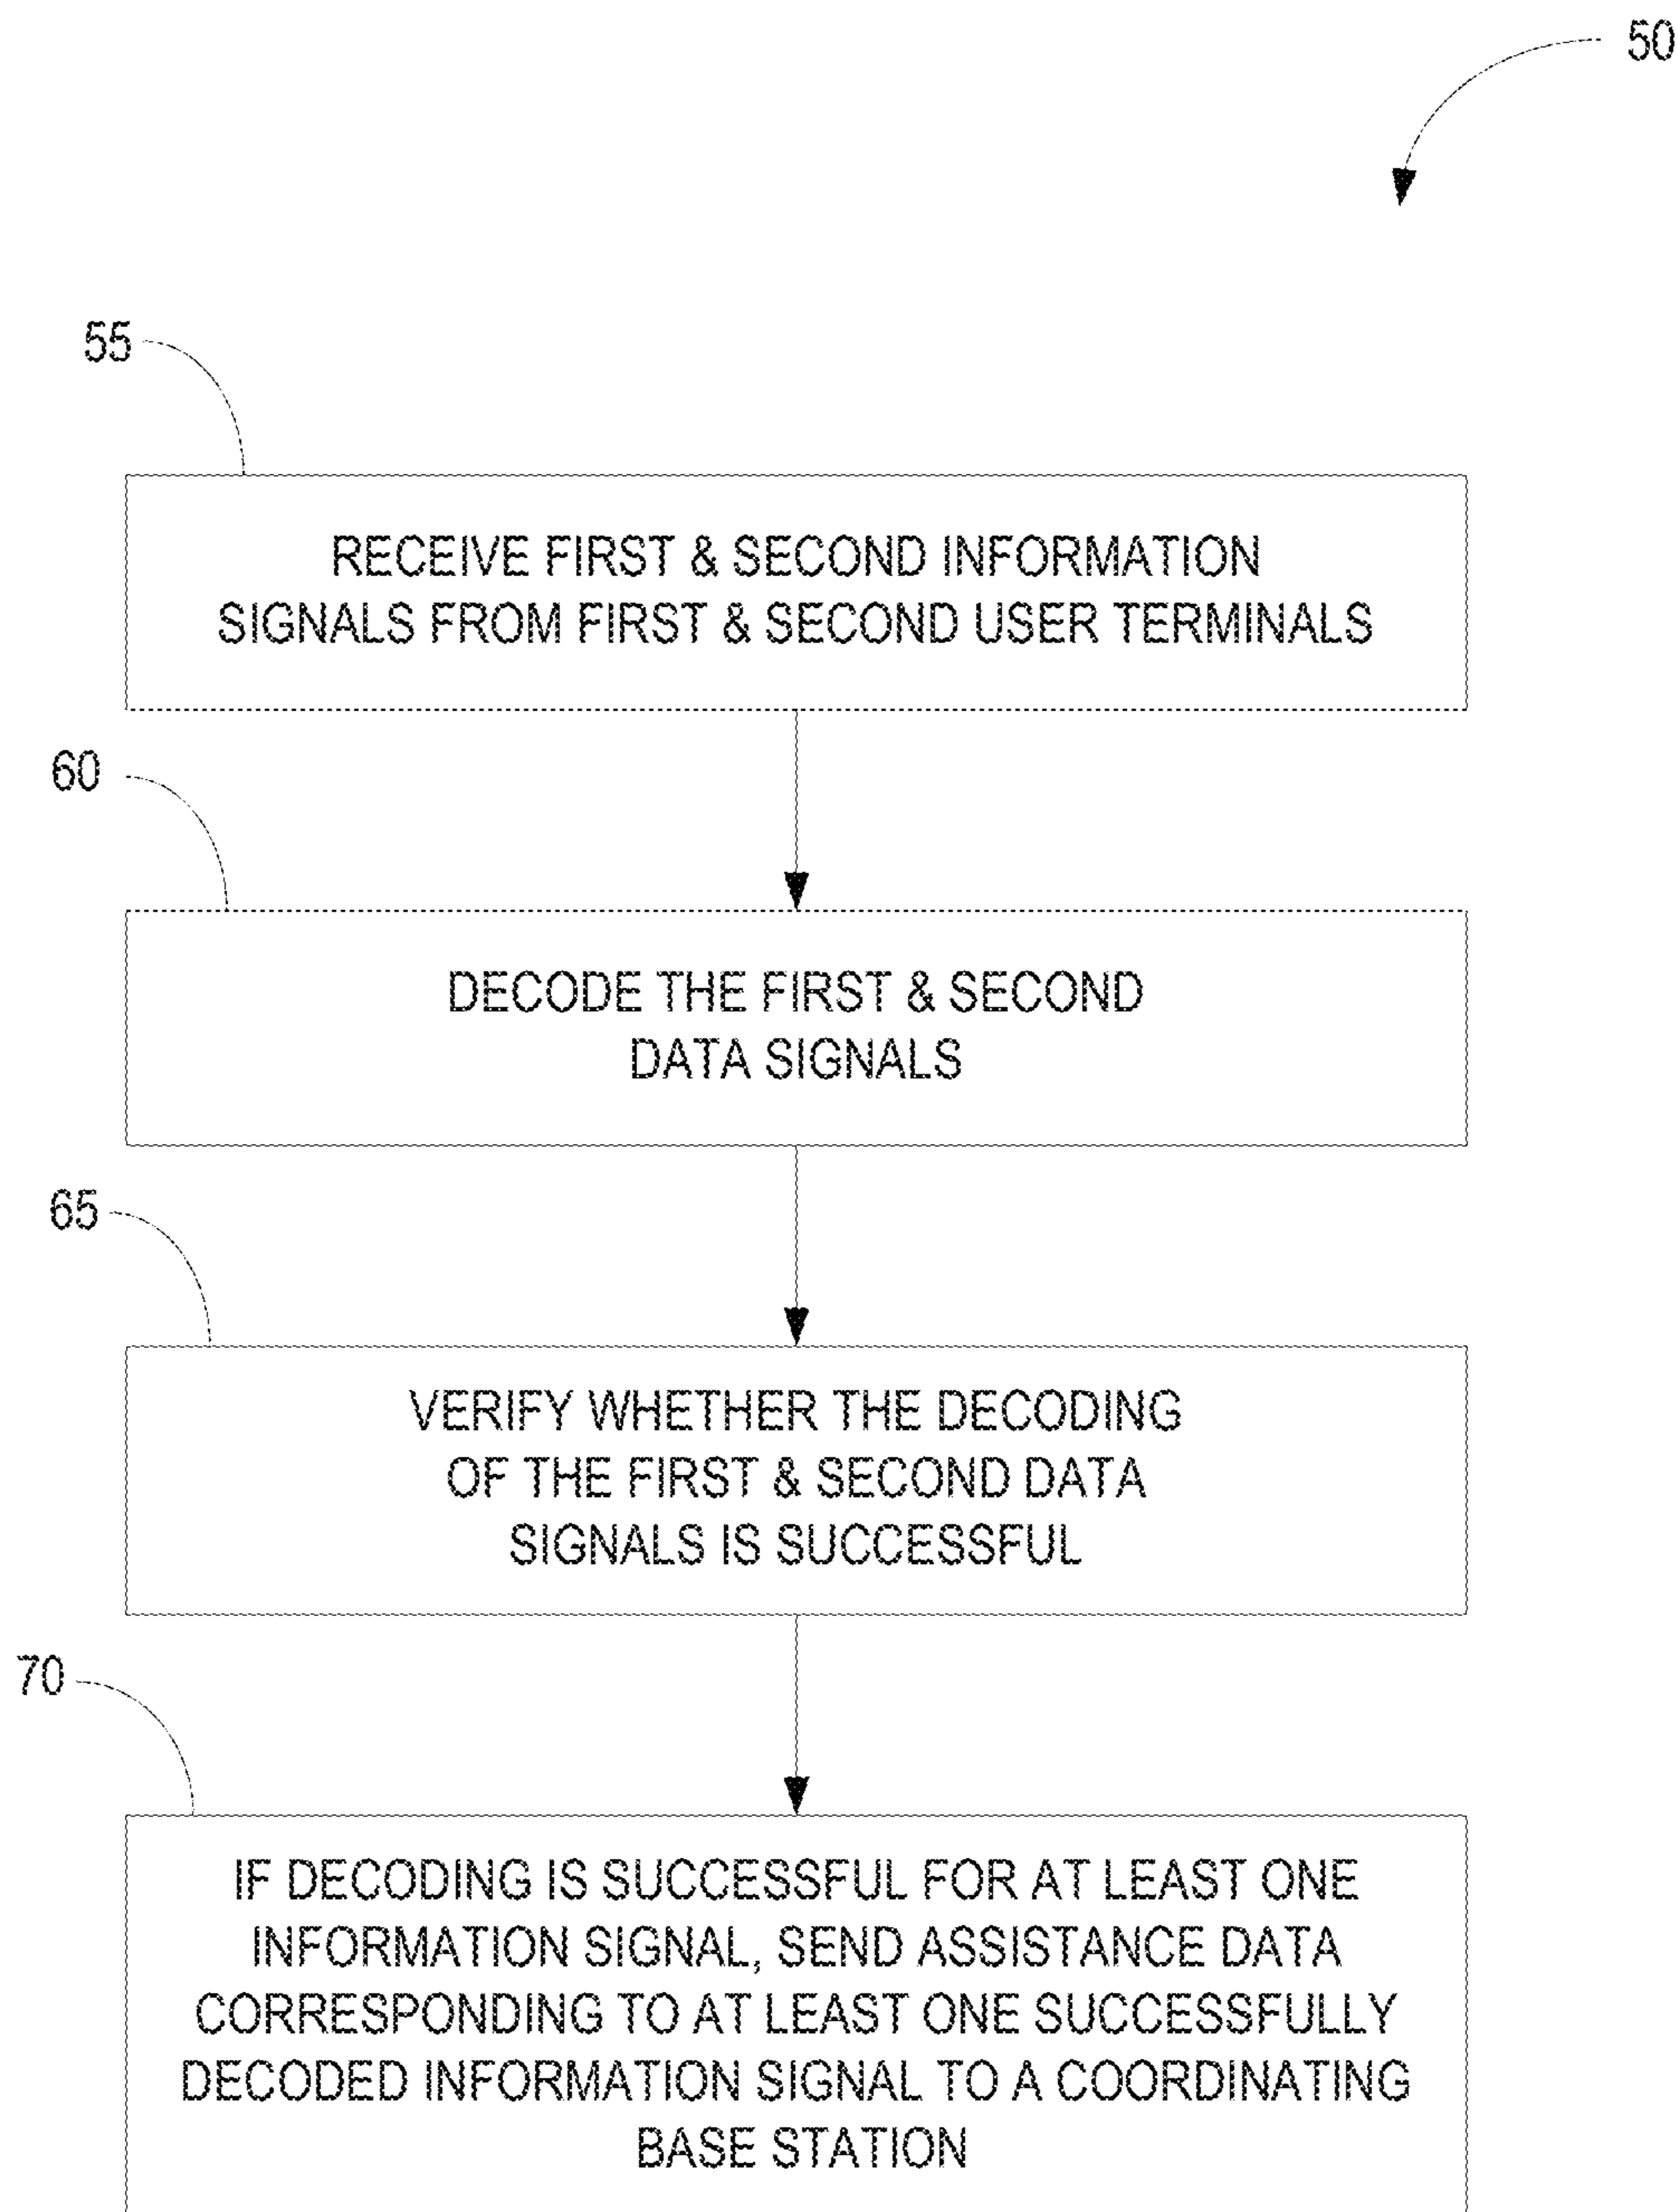 50
55
RECEIVE FIRST & SECOND INFORMATION
SIGNALS FROM FIRST & SECOND USER TERMINALS
60
DECODE THE FIRST & SECOND
DATA SIGNALS
65
VERIFY WHETHER THE DECODING
OF THE FIRST & SECOND DATA
SIGNALS IS SUCCESSFUL
70
IF DECODING IS SUCCESSFUL FOR AT LEAST ONE
INFORMATION SIGNAL, SEND ASSISTANCE DATA
CORRESPONDING TO AT LEAST ONE SUCCESSFULLY
DECODED INFORMATION SIGNAL TO A COORDINATING
BASE STATION